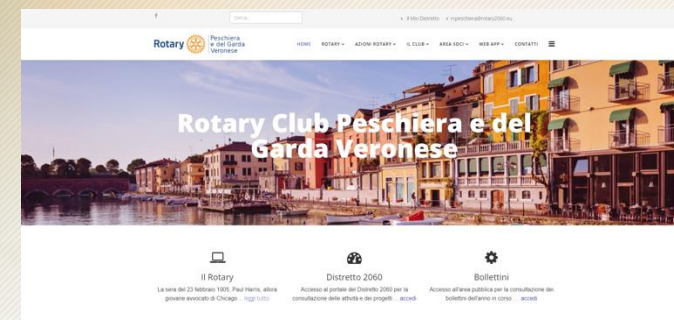 Cerca...
Il Mio Distretto
Rotary
Peschiera
e del Garda
Veronese
HOME ROTARY AZIONI ROTARY IL CLUB AREA SOCI WEB APP CONTATTI
Rotary Club Peschiera e del
Garda Veronese
Il Rotary
La sera del 23 febbraio 1905, Paul Harris, allora
giovane avvocato di Chicago ... leggi tutto
Distretto 2060
Accesso al portale del Distretto 2060 per la
consultazione delle attività e dei progetti ... accedi
Bollettini
Accesso all'area pubblica per la consultazione dei
bollettini dell'anno in corso ... accedi